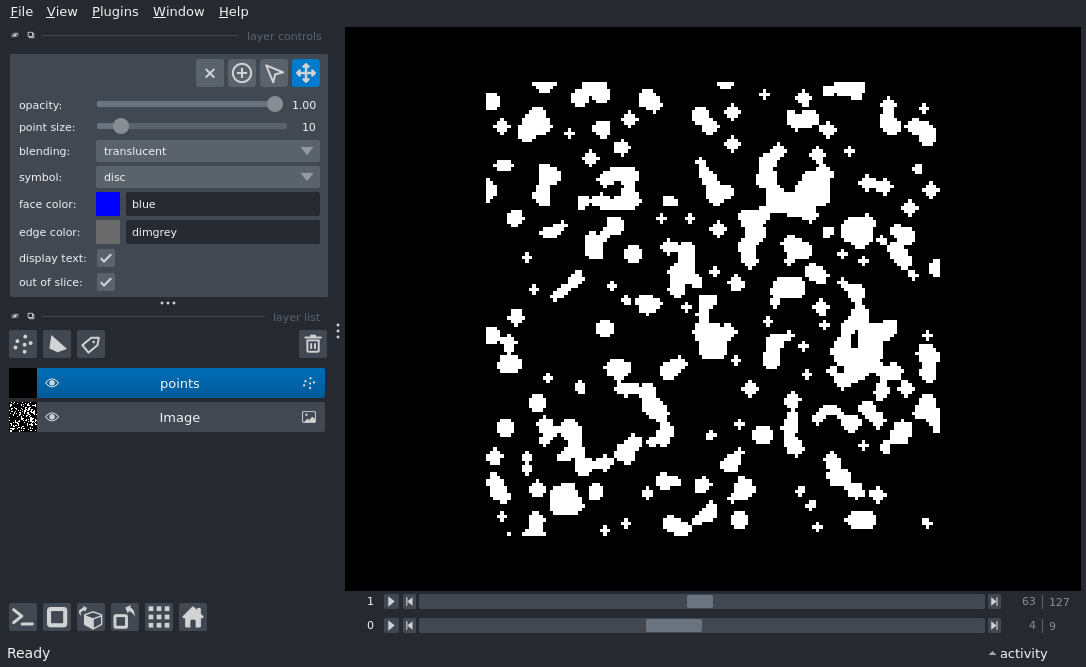 File View Plugins Window Help
layer controls
opacity: 1.00
point size: 10
blending: translucent
symbol: disc
face color: blue
edge color: dimgrey
display text:
out of slice:
layer list
points
Image
1 63 | 127
0 4 | 9
Ready activity